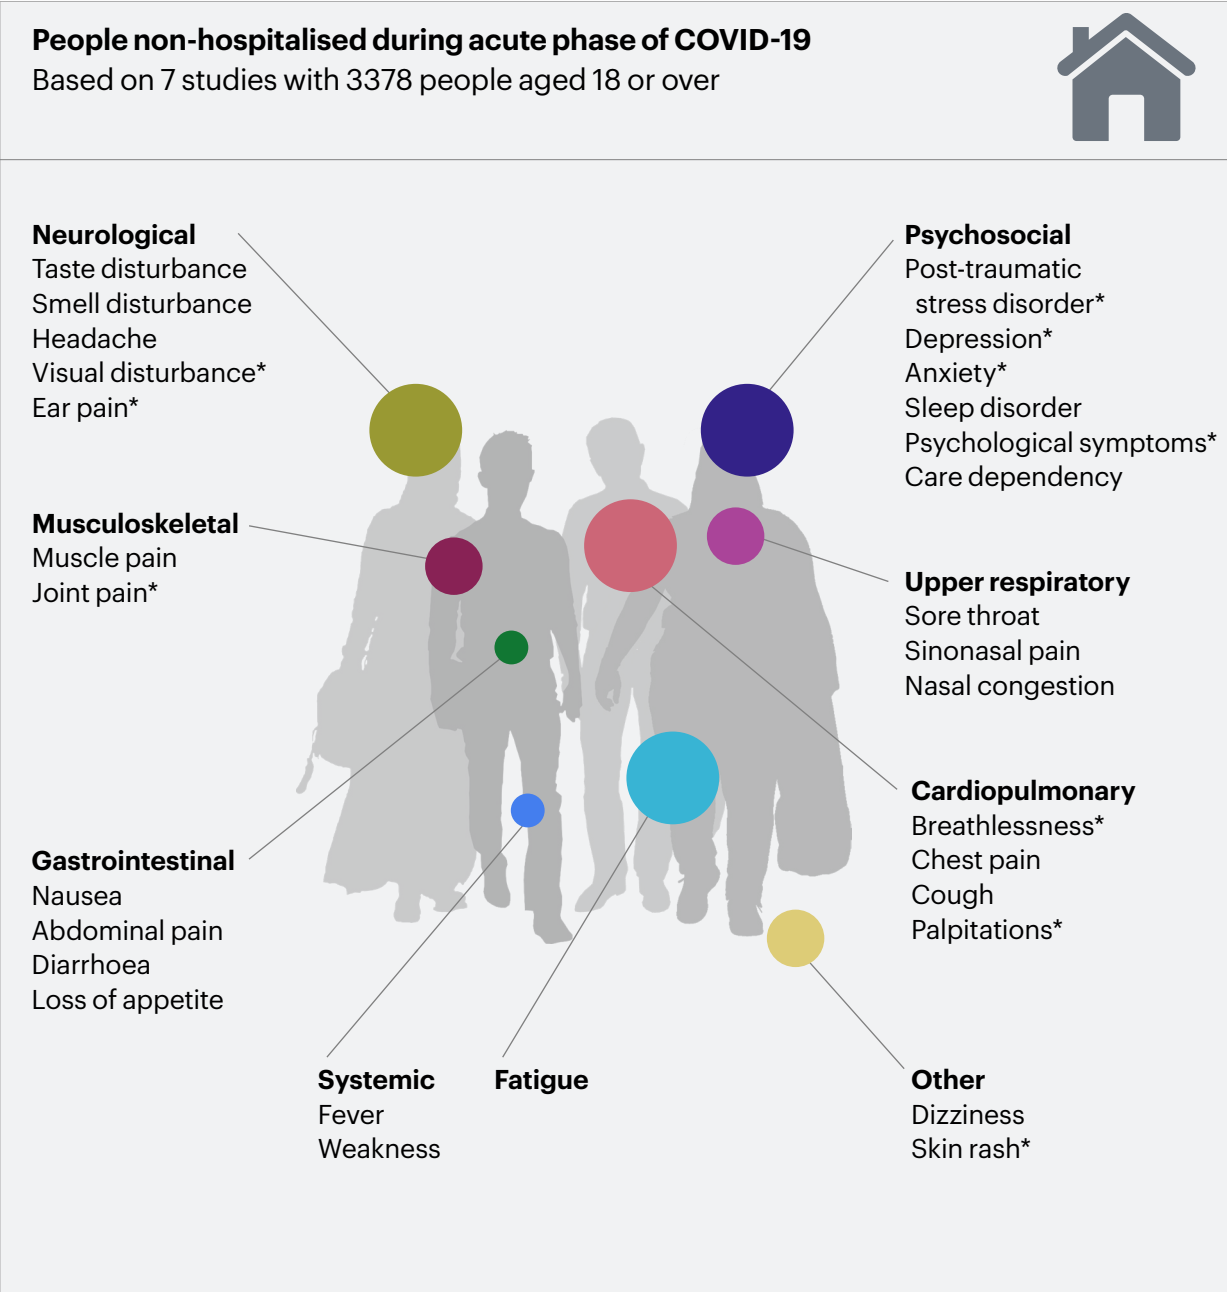 People non-hospitalised during acute phase of COVID-19
Based on 7 studies with 3378 people aged 18 or over
Neurological
Taste disturbance
Smell disturbance
Headache
Visual disturbance*
Ear pain*
Musculoskeletal
Muscle pain
Joint pain*
Gastrointestinal
Nausea
Abdominal pain
Diarrhoea
Loss of appetite
Systemic
Fever
Weakness
Fatigue
Psychosocial
Post-traumatic
stress disorder*
Depression*
Anxiety*
Sleep disorder
Psychological symptoms*
Care dependency
Upper respiratory
Sore throat
Sinonasal pain
Nasal congestion
Cardiopulmonary
Breathlessness*
Chest pain
Cough
Palpitations*
Other
Dizziness
Skin rash*